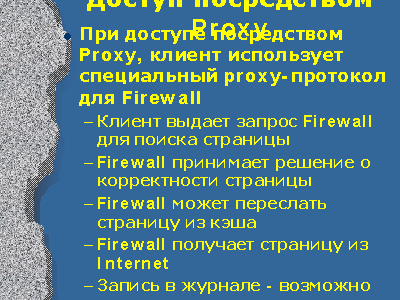 доступ посредством
Proxy
При доступе посредством
Proxy, клиент использует
специальный proxy-протокол
для Firewall
– Клиент выдает запрос Firewall
для поиска страницы
– Firewall принимает решение о
корректности страницы
– Firewall может переслать
страницу из кэша
– Firewall получает страницу из
Internet
– Запись в журнале - возможно